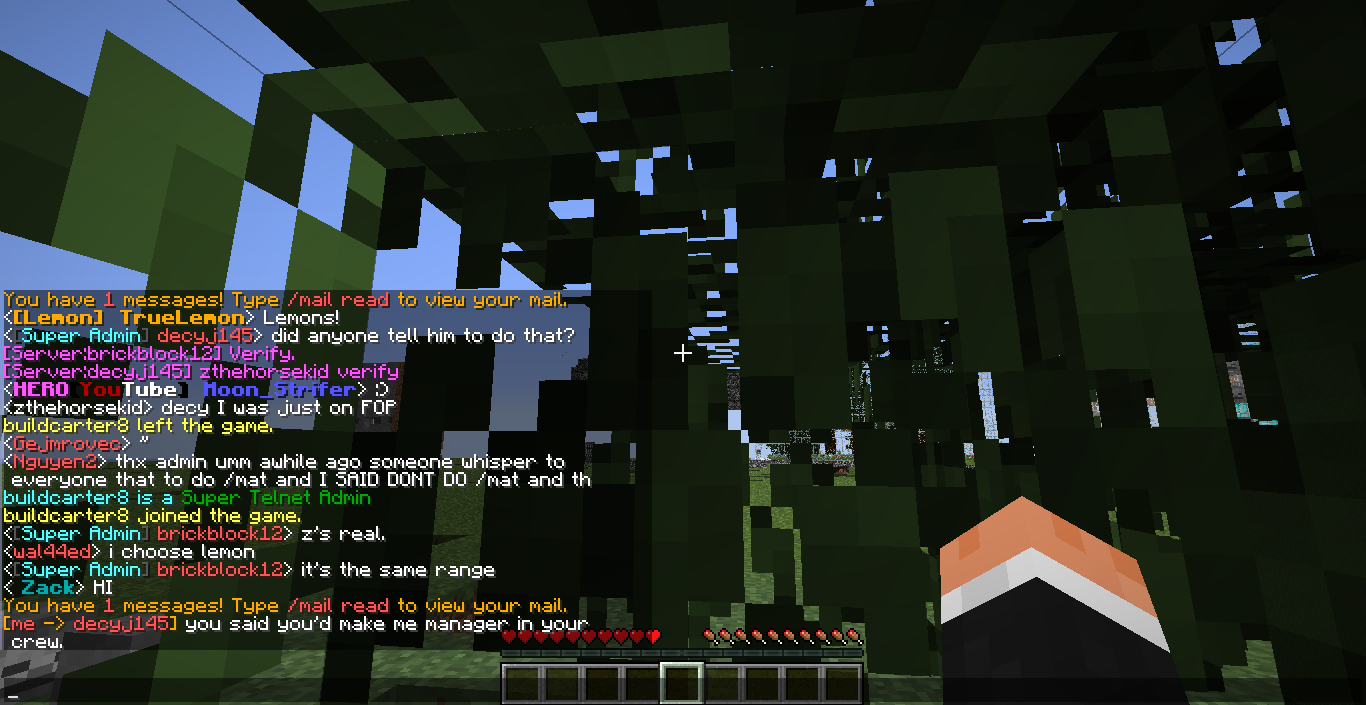 You have 1 messages! Type /mail read to view your mail.
<[Lemon] TrueLemon> Lemons!
<[Super Admin] decyj145> did anyone tell him to do that?
[Server:brickblock12] Verify.
[Server:decyj145] zthehorsekid verify
<HERO YouTube] Moon_Strifer> :)
<zthehorsekid> decy I was just on FOP
buildcarter8 left the game.
<Gejmrovec> "
<Nguyen2> thx admin umm awhile ago someone whisper to
everyone that to do /mat and I SAID DONT DO /mat and th
buildcarter8 is a Super Telnet Admin
buildcarter8 joined the game.
<[Super Admin] brickblock12> z's real.
<wal44ed> i choose lemon
<[Super Admin] brickblock12> it's the same range
< Zack> HI
You have 1 messages! Type /mail read to view your mail.
[me -> decyj145] you said you'd make me manager in your
crew.
_